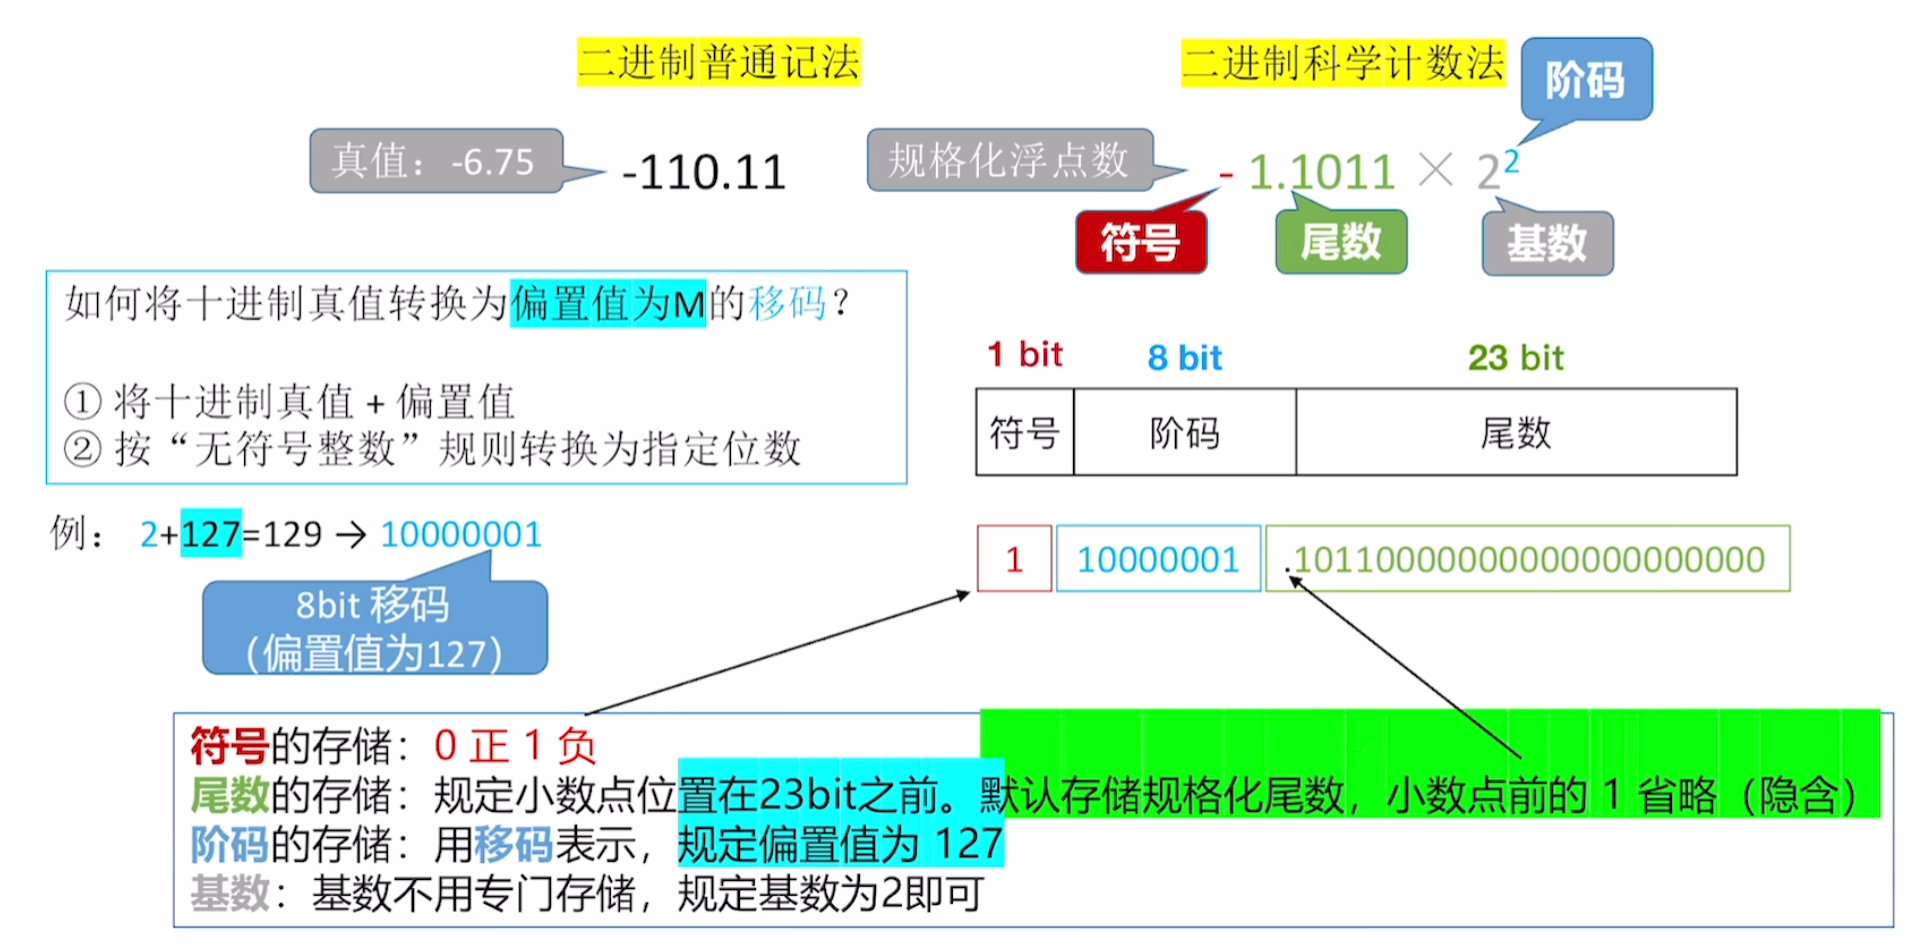 二进制普通记法
二进制科学计数法
阶码
真值：-6.75
-110.11
规格化浮点数
- 1.1011 × 2²
符号
尾数
基数
如何将十进制真值转换为偏置值为M的移码？
① 将十进制真值 + 偏置值
② 按“无符号整数”规则转换为指定位数
1 bit
8 bit
23 bit
符号
阶码
尾数
例： 2+127=129 → 10000001
8bit 移码
（偏置值为127）
1
10000001
.10110000000000000000000
符号的存储：0 正 1 负
尾数的存储：规定小数点位置在23bit之前。默认存储规格化尾数，小数点前的 1 省略（隐含）
阶码的存储：用移码表示，规定偏置值为 127
基数：基数不用专门存储，规定基数为2即可